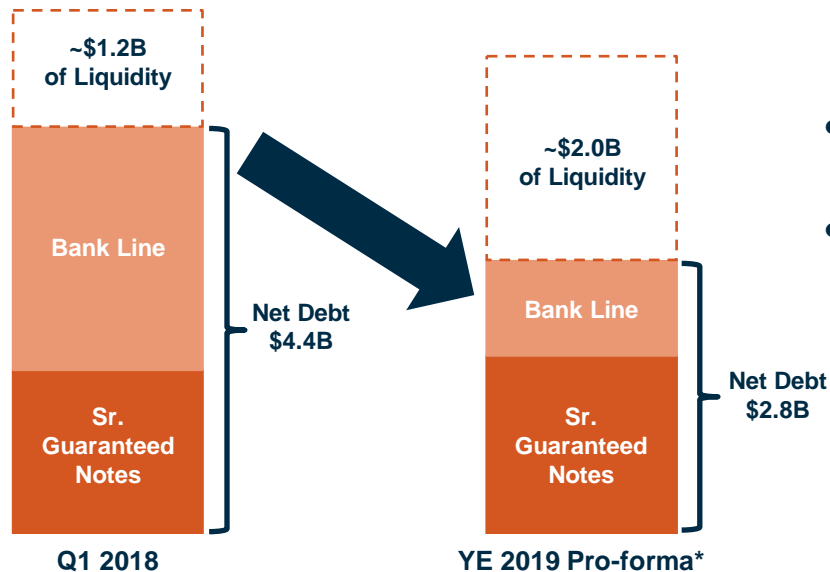 ~$1.2B
of Liquidity
Bank Line
Sr.
Guaranteed
Notes
Net Debt
$4.4B
Q1 2018
~$2.0B
of Liquidity
Bank Line
Sr.
Guaranteed
Notes
Net Debt
$2.8B
YE 2019 Pro-forma*
•
•